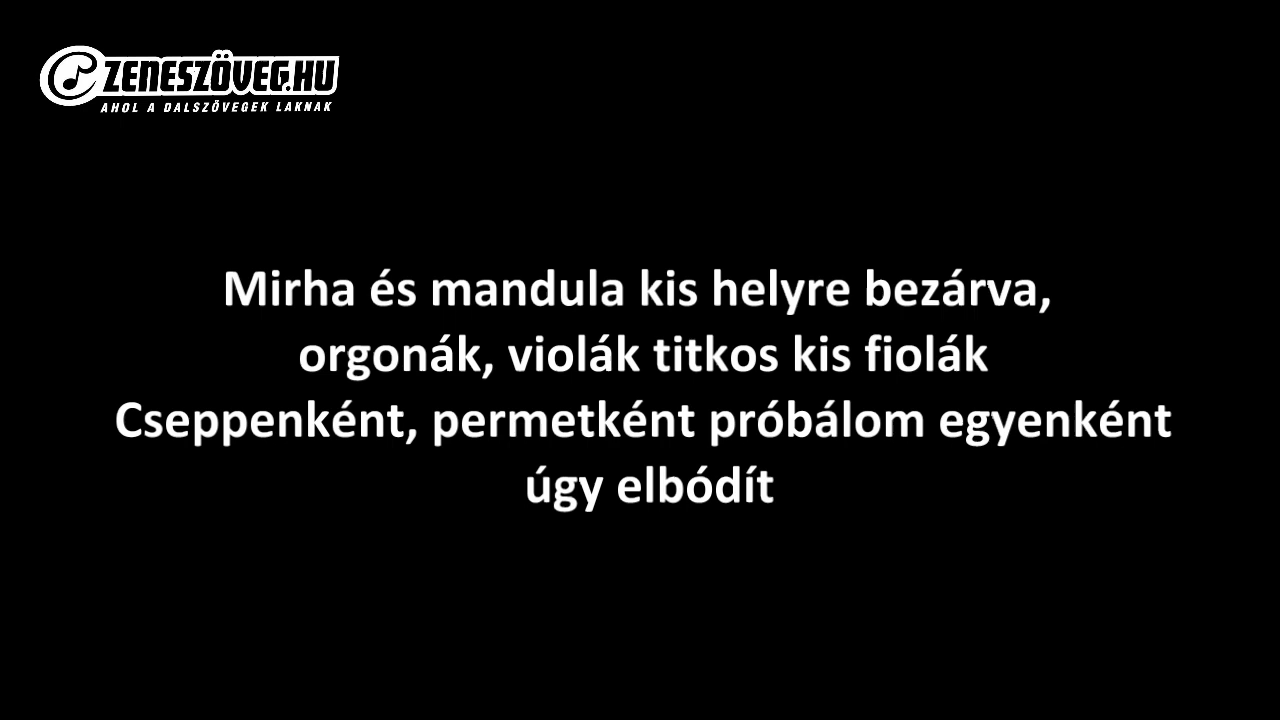 ZENESZÖVEG.HU
AHOL A DALSZÖVEGEK LAKNAK
Mirha és mandula kis helyre bezárva,
orgonák, violák titkos kis fiolák
Cseppenként, permetként próbálom egyenként
úgy elbódít